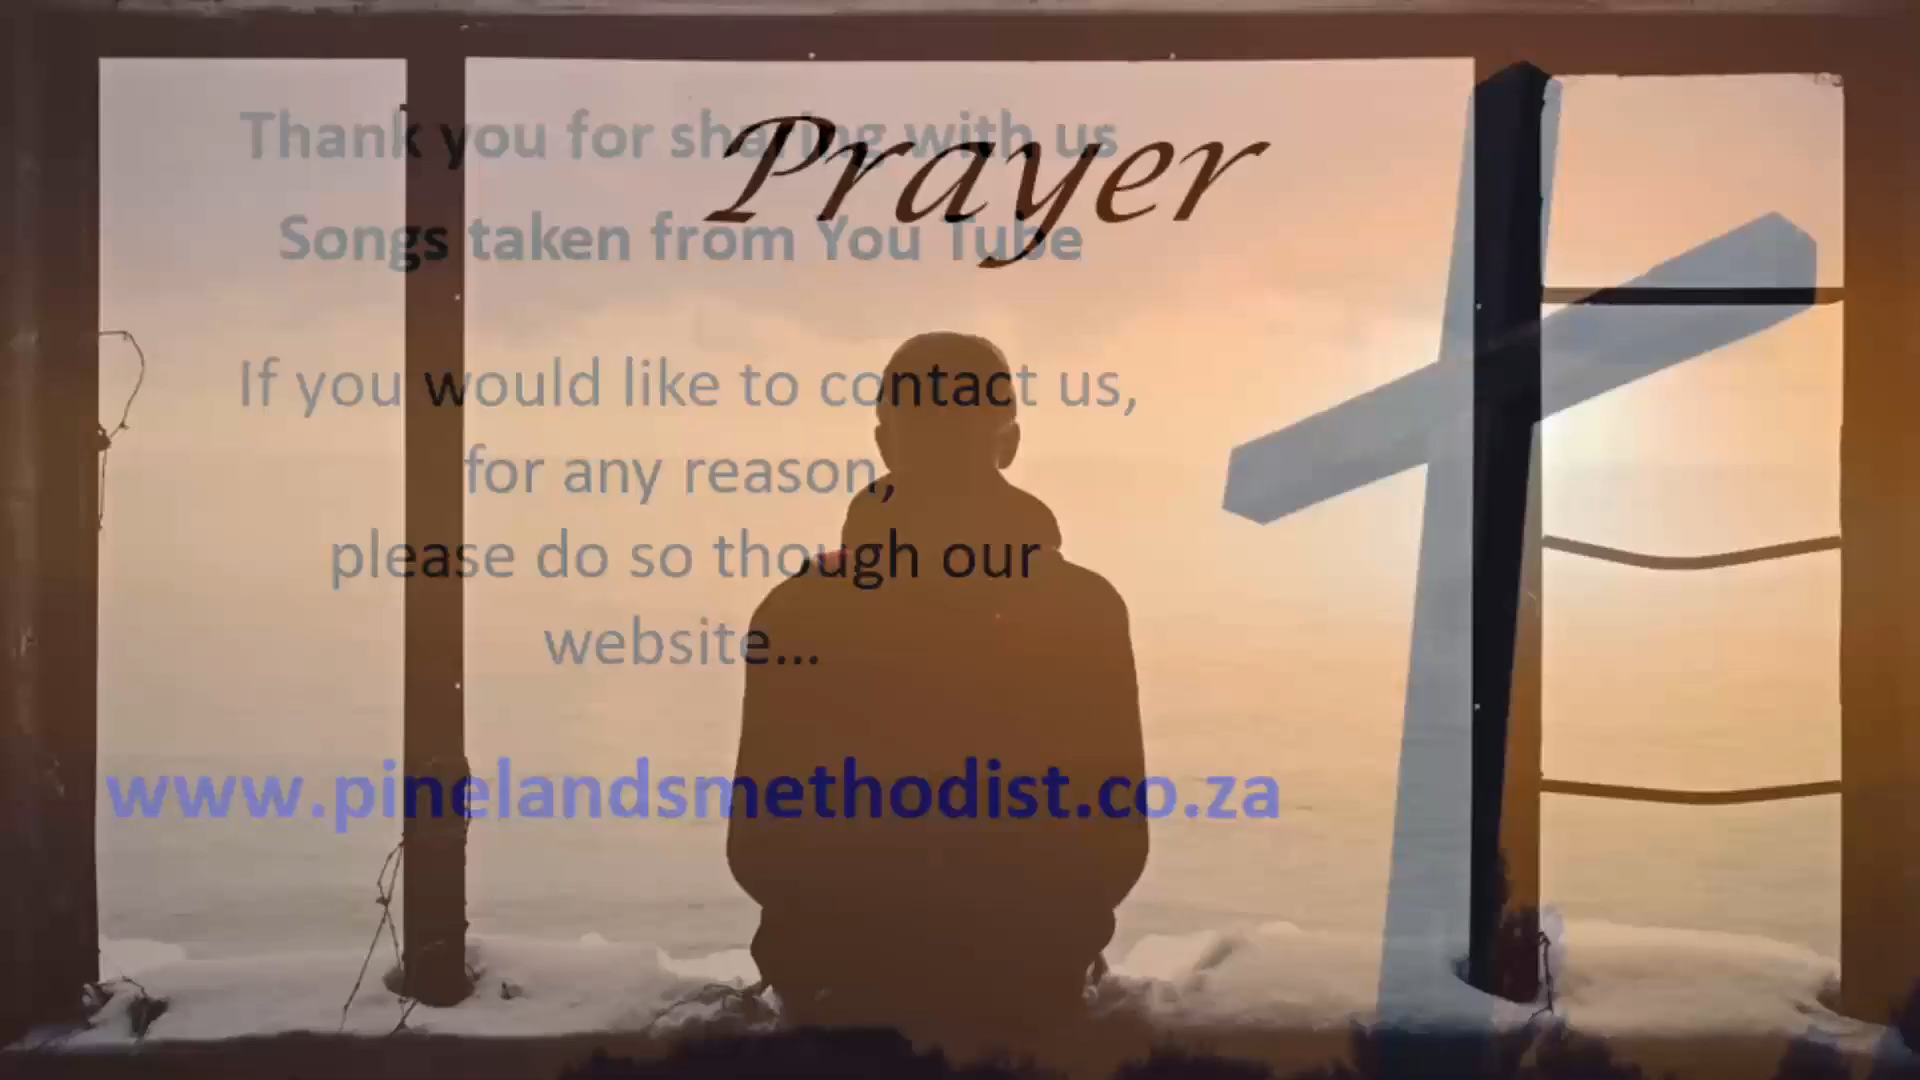 Prayer
Thank you for sharing with us
Songs taken from You Tube
If you would like to contact us,
for any reason,
please do so though our
website...
www.pinelandsmethodist.co.za